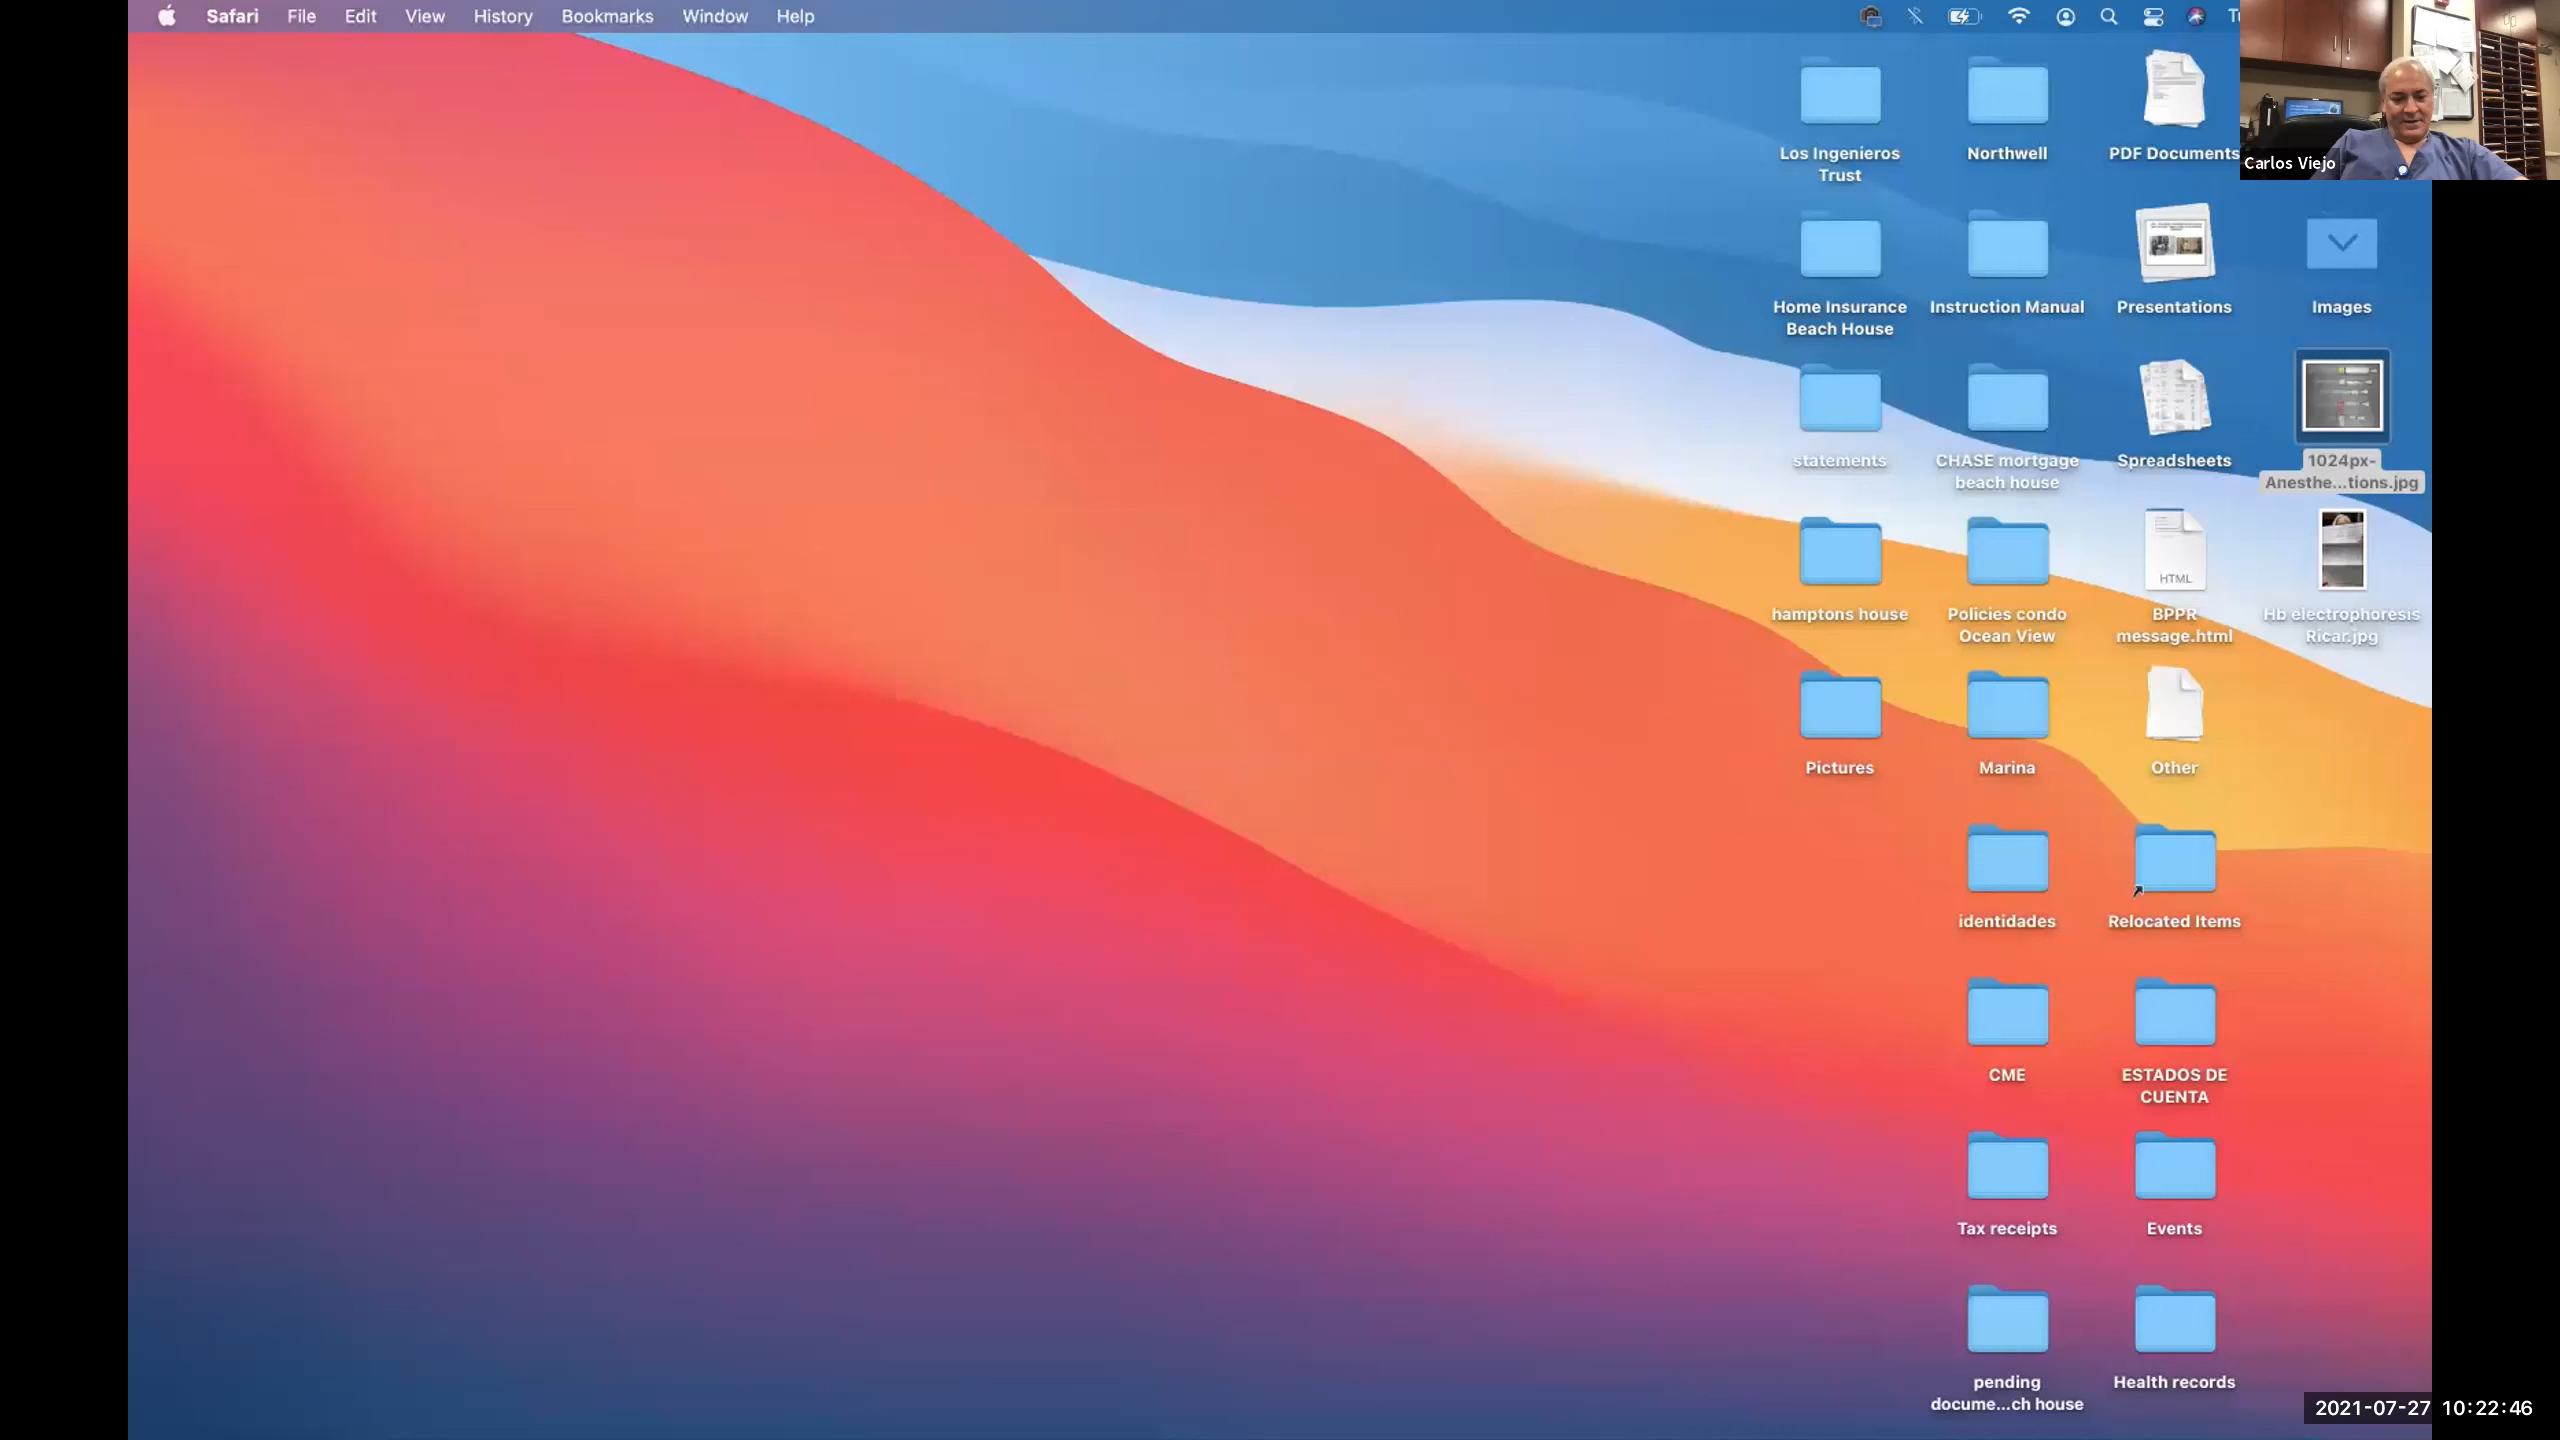 Safari File Edit View History Bookmarks Window Help
Carlos Viejo
Los Ingenieros
Trust
Northwell
PDF Documents
Home Insurance
Beach House
Instruction Manual
Presentations
Images
statements
CHASE mortgage
beach house
Spreadsheets
1024px-
Anesthe...tions.jpg
hamptons house
Policies condo
Ocean View
HTML
BPPR
message.html
Hb electrophoresis
Ricar.jpg
Pictures
Marina
Other
identidades
Relocated Items
CME
ESTADOS DE
CUENTA
Tax receipts
Events
pending
docume...ch house
Health records
2021-07-27 10:22:46